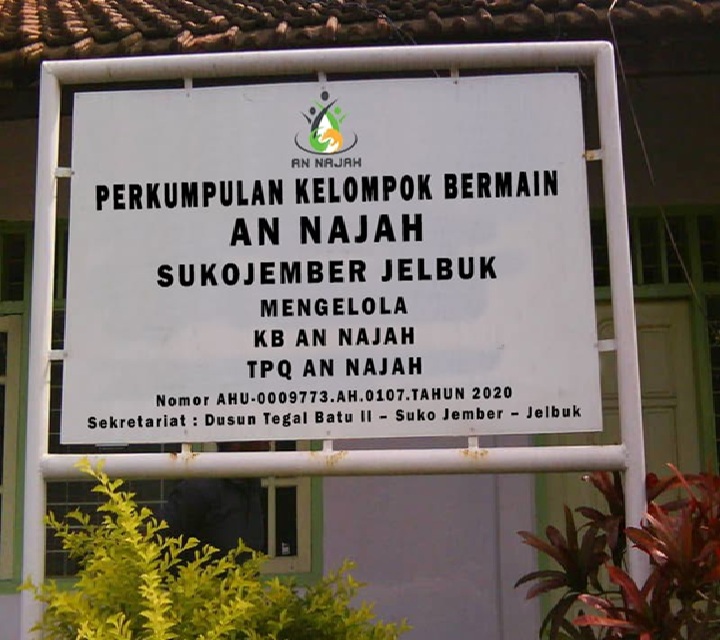 AN NAJAH
PERKUMPULAN KELOMPOK BERMAIN
AN NAJAH
SUKOJEMBER JELBUK
MENGELOLA
KB AN NAJAH
TPQ AN NAJAH
Nomor AHU-0009773.AH.0107.TAHUN 2020
Sekretariat : Dusun Tegal Batu II – Suko Jember – Jelbuk